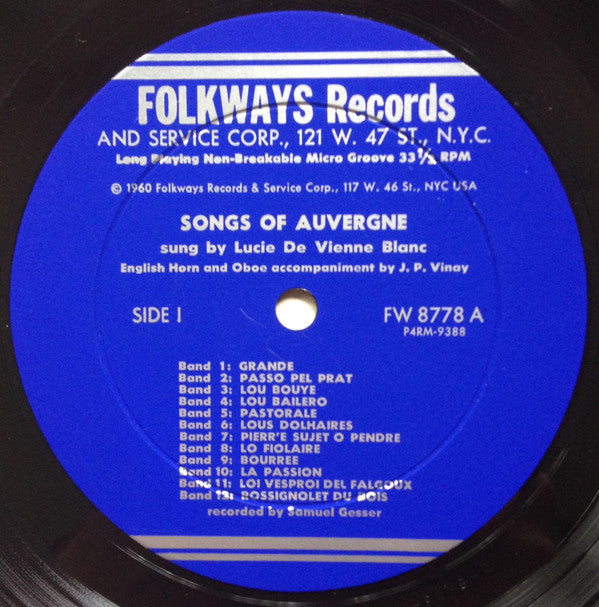 FOLKWAYS Records
AND SERVICE CORP., 121 W. 47 ST., N.Y.C.
Long Playing Non-Breakable Micro Groove 33⅓ RPM
© 1960 Folkways Records & Service Corp., 117 W. 46 St., NYC USA
SONGS OF AUVERGNE
sung by Lucie De Vienne Blanc
English Horn and Oboe accompaniment by J. P. Vinay
SIDE I
FW 8778 A
P4RM-9388
Band 1: GRANDE
Band 2: PASSO PEL PRAT
Band 3: LOU BOUYE
Band 4: LOU BAILERO
Band 5: PASTORALE
Band 6: LOUS DOLHAIRES
Band 7: PIERR'E SUJET O PENDRE
Band 8: LO FIOLAIRE
Band 9: BOURREE
Band 10: LA PASSION
Band 11: LOI VESPROI DEL FALGOUX
Band 12: ROSSIGNOLET DU BOIS
recorded by Samuel Gesser